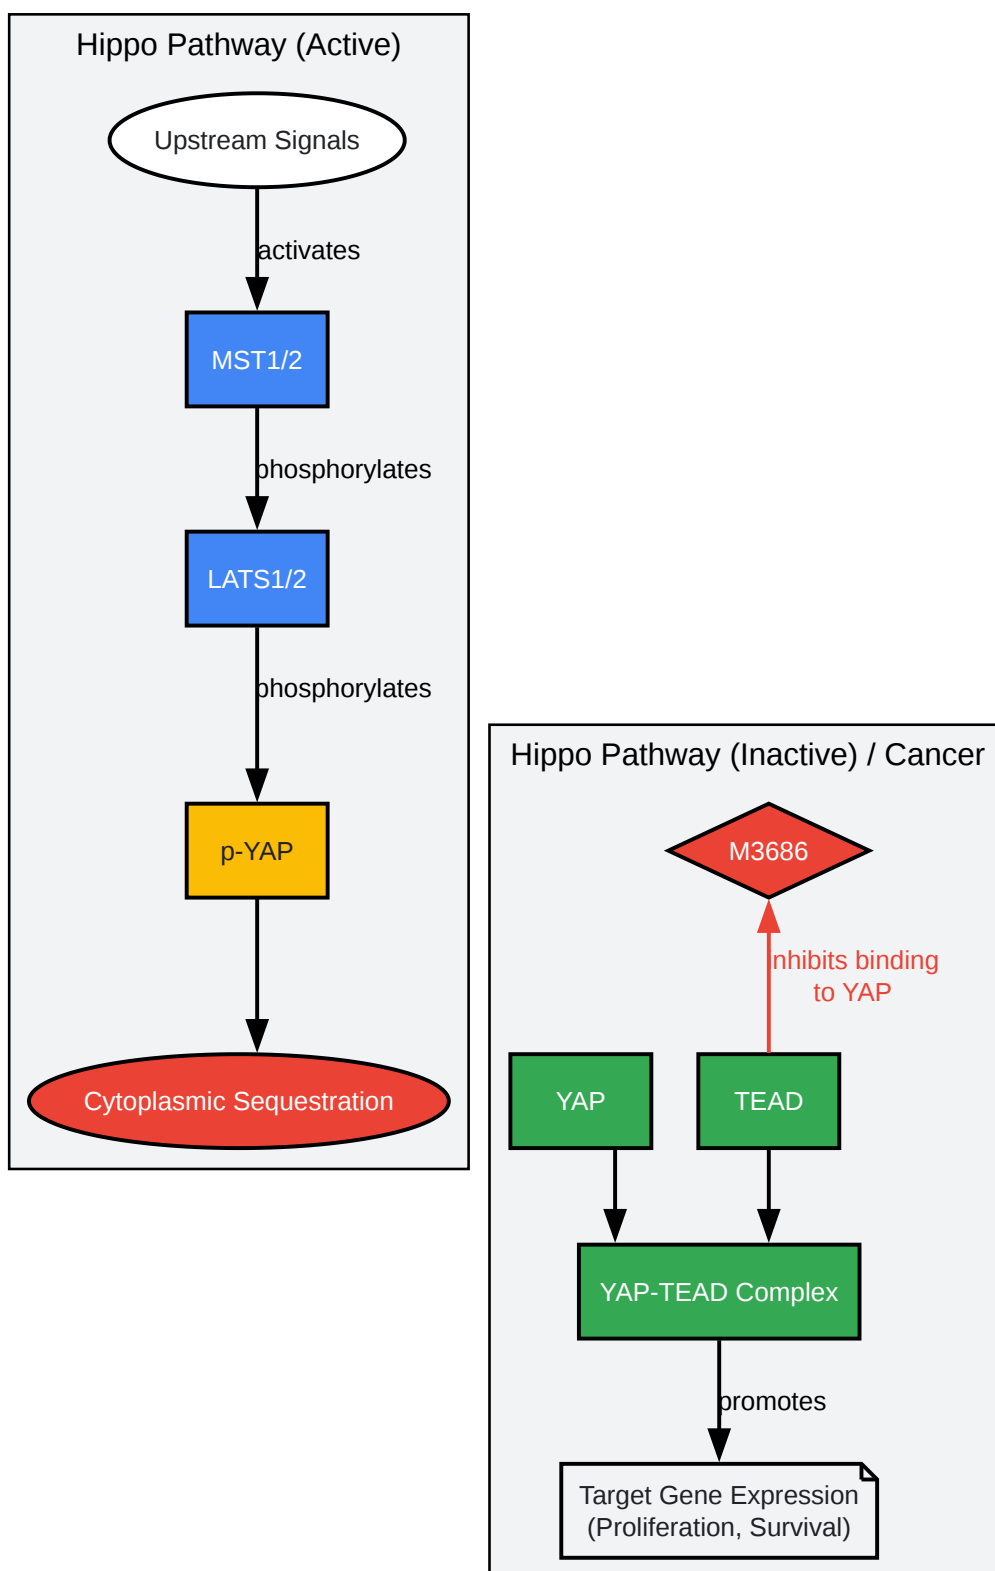 Hippo Pathway (Active)
Upstream Signals
activates
MST1/2
phosphorylates
LATS1/2
phosphorylates
p-YAP
Cytoplasmic Sequestration
Hippo Pathway (Inactive) / Cancer
M3686
inhibits binding
to YAP
YAP
TEAD
YAP-TEAD Complex
promotes
Target Gene Expression
(Proliferation, Survival)